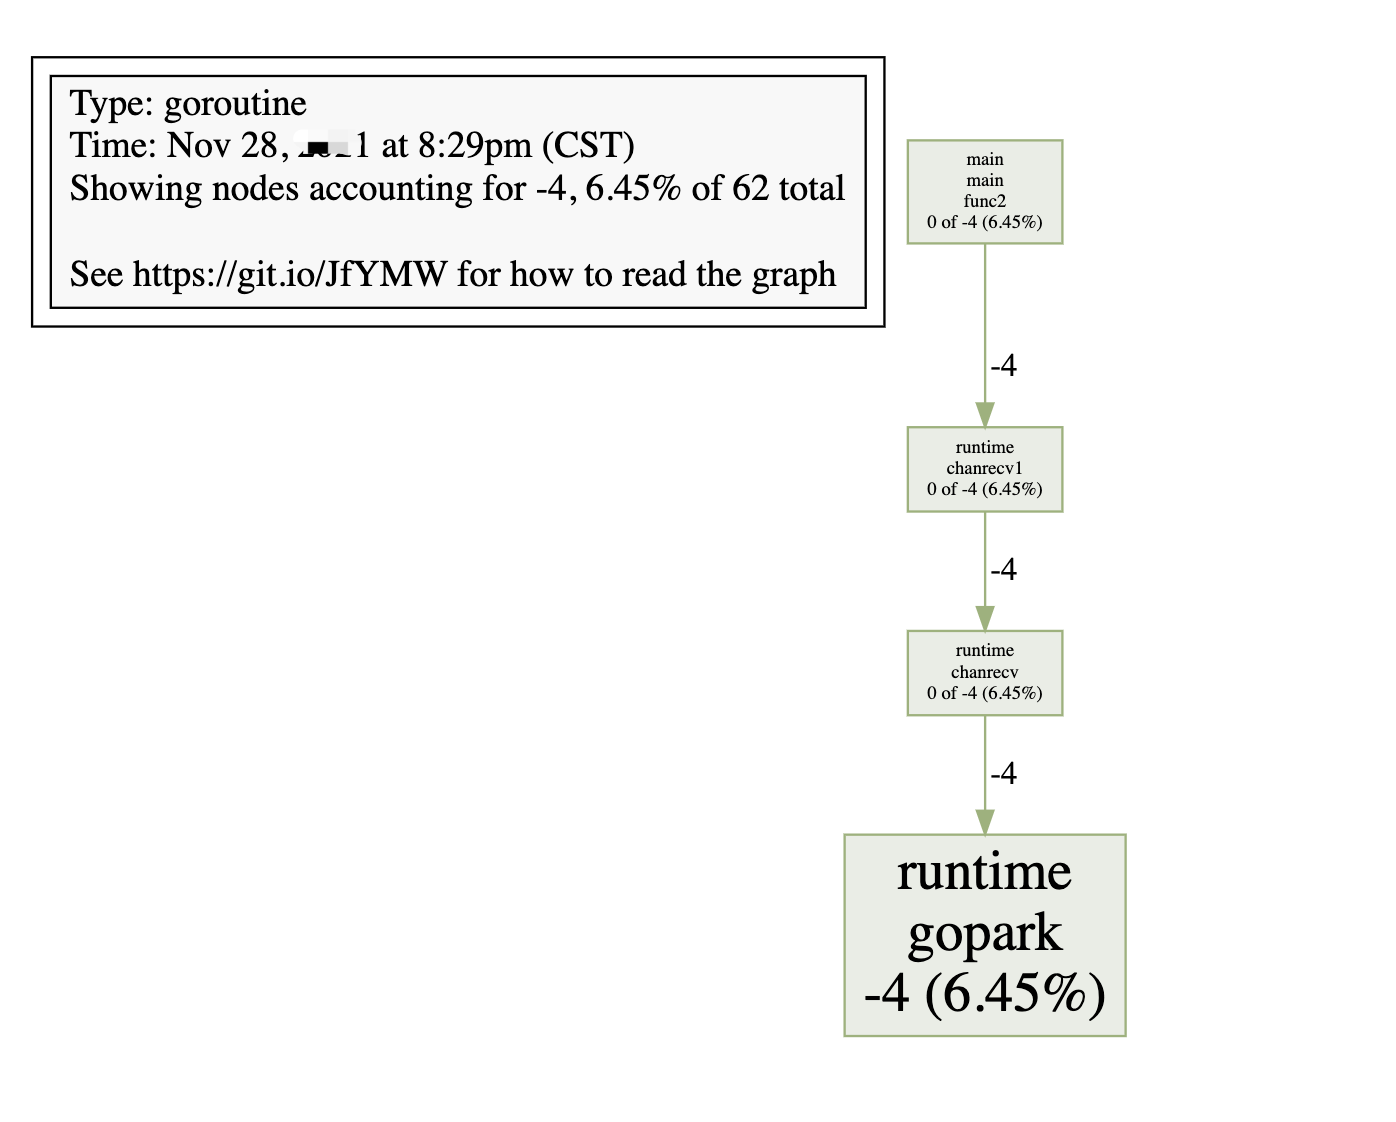 Type: goroutine
Time: Nov 28, at 8:29pm (CST)
Showing nodes accounting for -4, 6.45% of 62 total
See https://git.io/JfYMW for how to read the graph
main
main
func2
0 of -4 (6.45%)
-4
runtime
chanrecv1
0 of -4 (6.45%)
-4
runtime
chanrecv
0 of -4 (6.45%)
-4
runtime
gopark
-4 (6.45%)